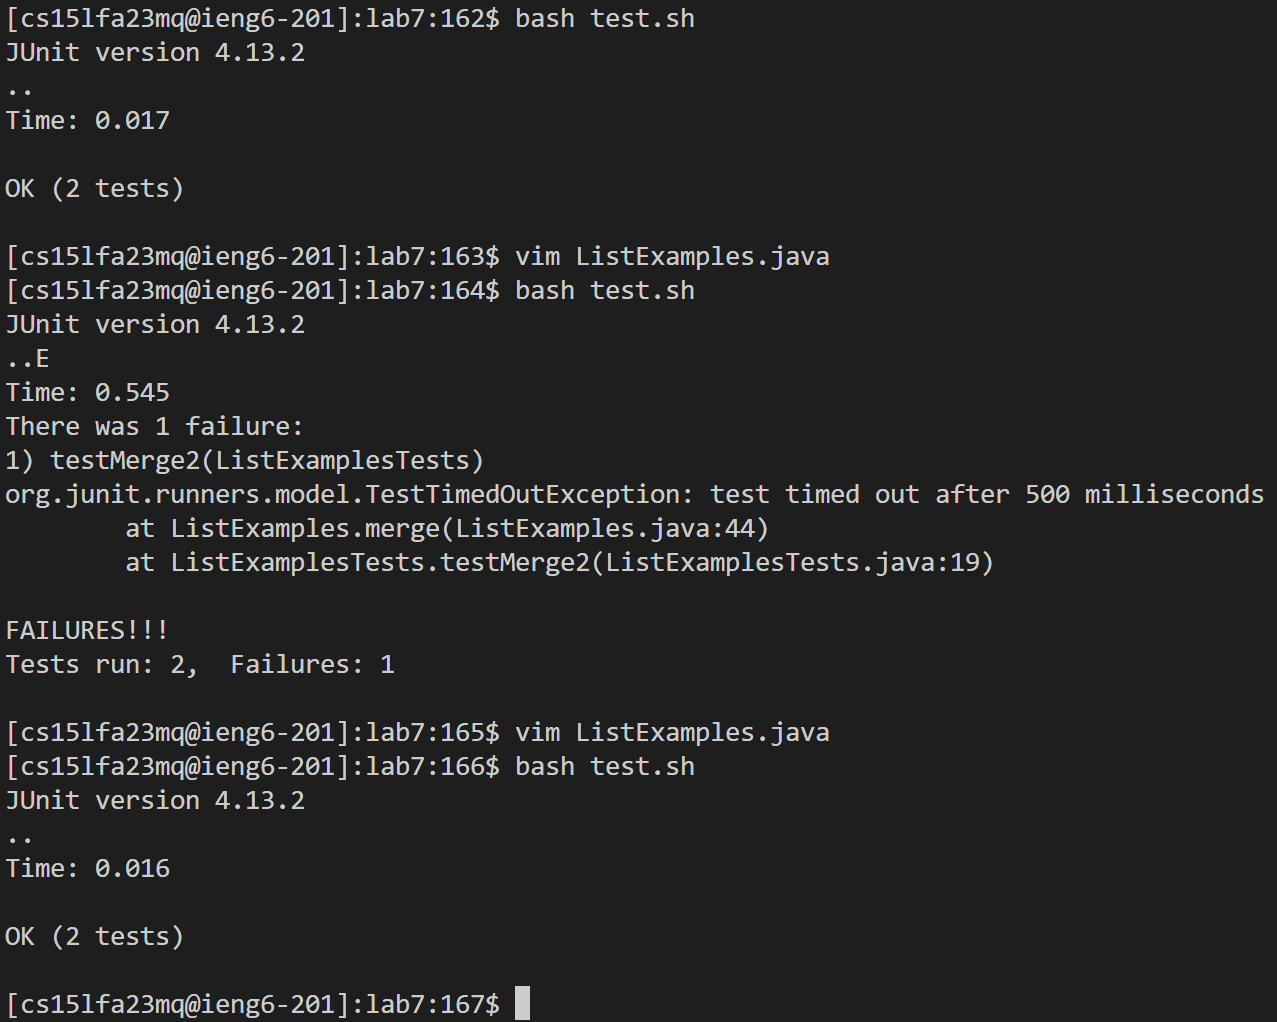 [cs15lfa23mq@ieng6-201]:lab7:162$ bash test.sh
JUnit version 4.13.2
..
Time: 0.017
OK (2 tests)
[cs15lfa23mq@ieng6-201]:lab7:163$ vim ListExamples.java
[cs15lfa23mq@ieng6-201]:lab7:164$ bash test.sh
JUnit version 4.13.2
..E
Time: 0.545
There was 1 failure:
1) testMerge2(ListExamplesTests)
org.junit.runners.model.TestTimedOutException: test timed out after 500 milliseconds
        at ListExamples.merge(ListExamples.java:44)
        at ListExamplesTests.testMerge2(ListExamplesTests.java:19)
FAILURES!!!
Tests run: 2,  Failures: 1
[cs15lfa23mq@ieng6-201]:lab7:165$ vim ListExamples.java
[cs15lfa23mq@ieng6-201]:lab7:166$ bash test.sh
JUnit version 4.13.2
..
Time: 0.016
OK (2 tests)
[cs15lfa23mq@ieng6-201]:lab7:167$